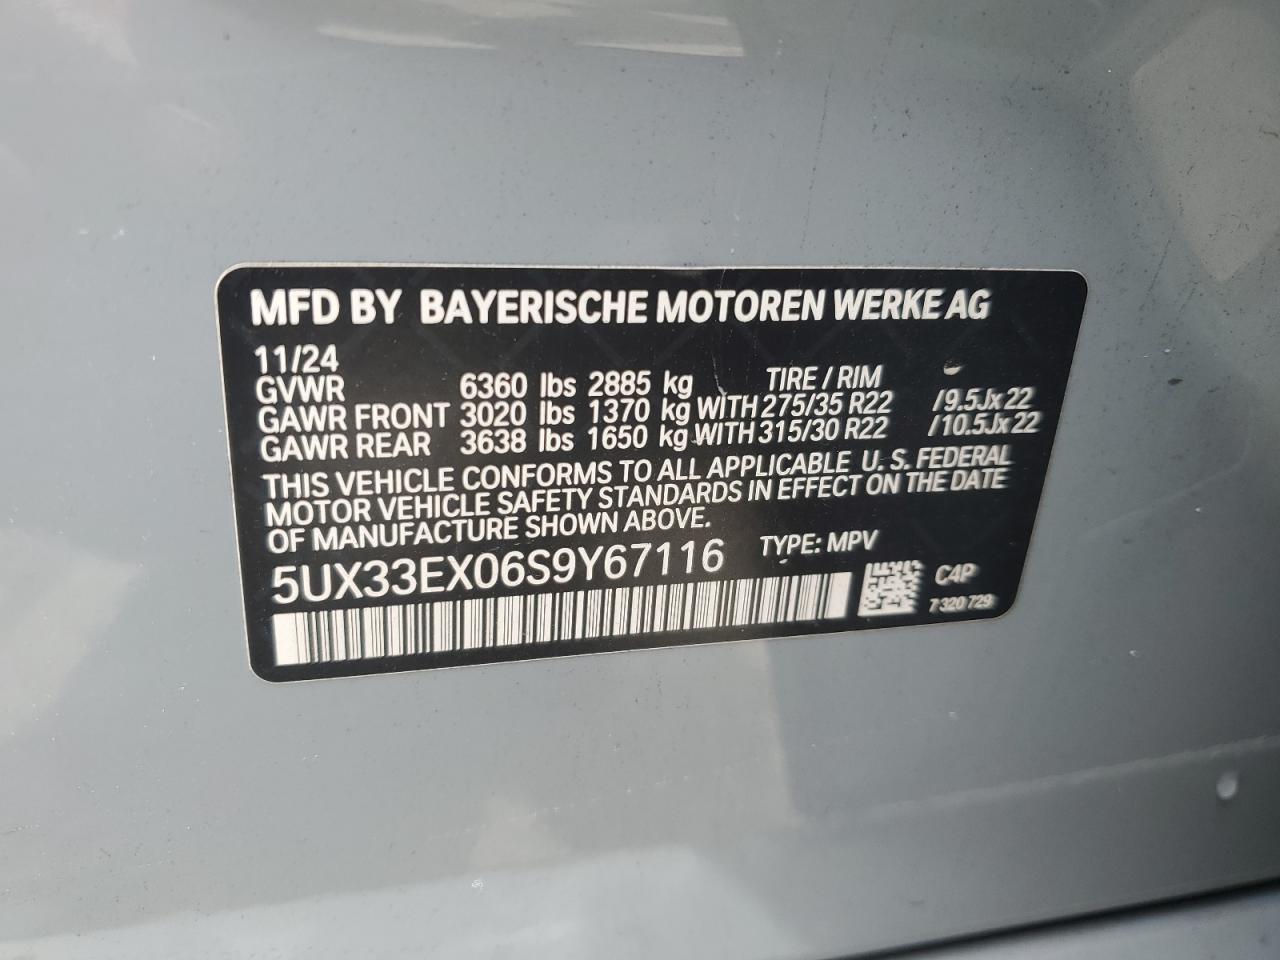 MFD BY BAYERISCHE MOTOREN WERKE AG
11/24
GVWR 6360 lbs 2885 kg TIRE / RIM
GAWR FRONT 3020 lbs 1370 kg WITH 275/35 R22 /9.5Jx22
GAWR REAR 3638 lbs 1650 kg WITH 315/30 R22 /10.5Jx22
THIS VEHICLE CONFORMS TO ALL APPLICABLE U.S. FEDERAL
MOTOR VEHICLE SAFETY STANDARDS IN EFFECT ON THE DATE
OF MANUFACTURE SHOWN ABOVE.
5UX33EX06S9Y67116 TYPE: MPV
C4P
7 320 729